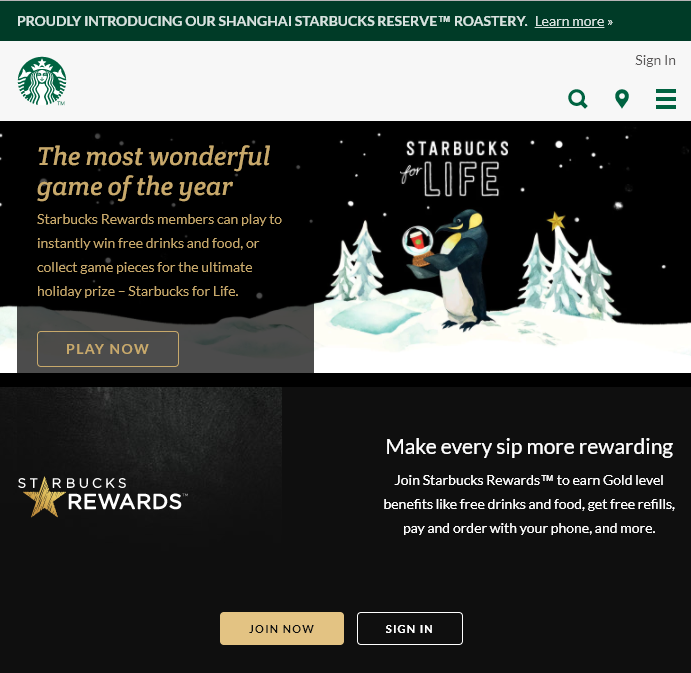 PROUDLY INTRODUCING OUR SHANGHAI STARBUCKS RESERVE™ ROASTERY. Learn more »
Sign In
TM
The most wonderful
game of the year
Starbucks Rewards members can play to
instantly win free drinks and food, or
collect game pieces for the ultimate
holiday prize – Starbucks for Life.
PLAY NOW
STARBUCKS
for LIFE
STARBUCKS
REWARDS™
Make every sip more rewarding
Join Starbucks Rewards™ to earn Gold level
benefits like free drinks and food, get free refills,
pay and order with your phone, and more.
JOIN NOW
SIGN IN